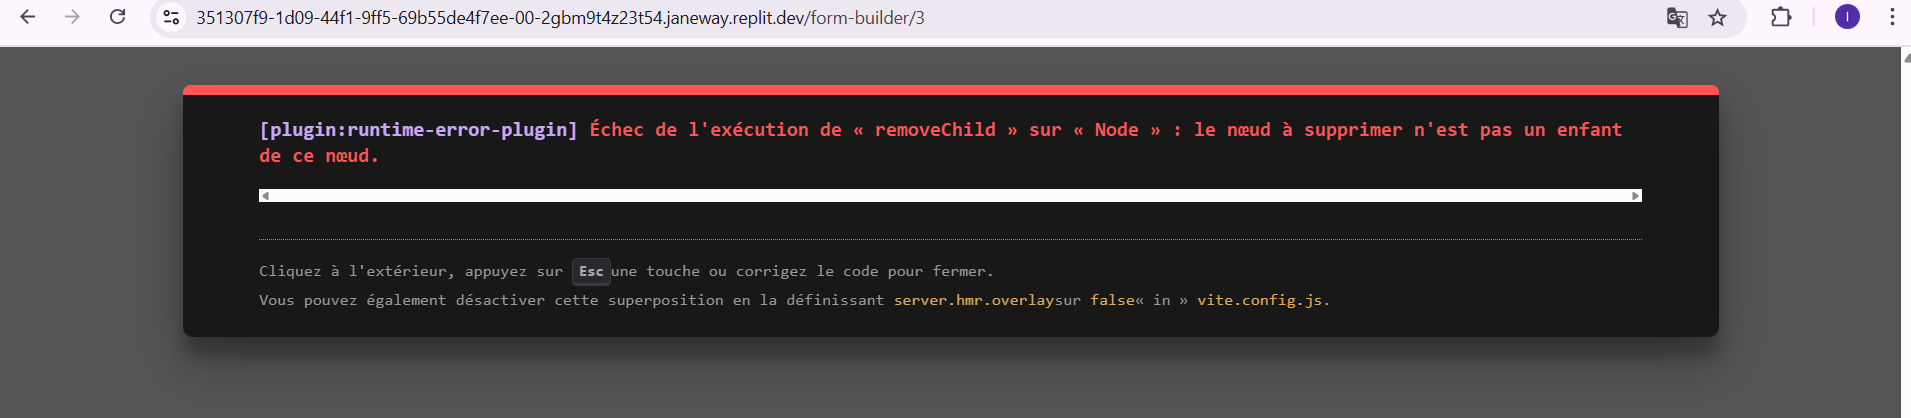 351307f9-1d09-44f1-9ff5-69b55de4f7ee-00-2gbm9t4z23t54.janeway.replit.dev/form-builder/3
I
[plugin:runtime-error-plugin] Échec de l'exécution de « removeChild » sur « Node » : le nœud à supprimer n'est pas un enfant
de ce nœud.
Cliquez à l'extérieur, appuyez sur Esc une touche ou corrigez le code pour fermer.
Vous pouvez également désactiver cette superposition en la définissant server.hmr.overlaysur false« in » vite.config.js.